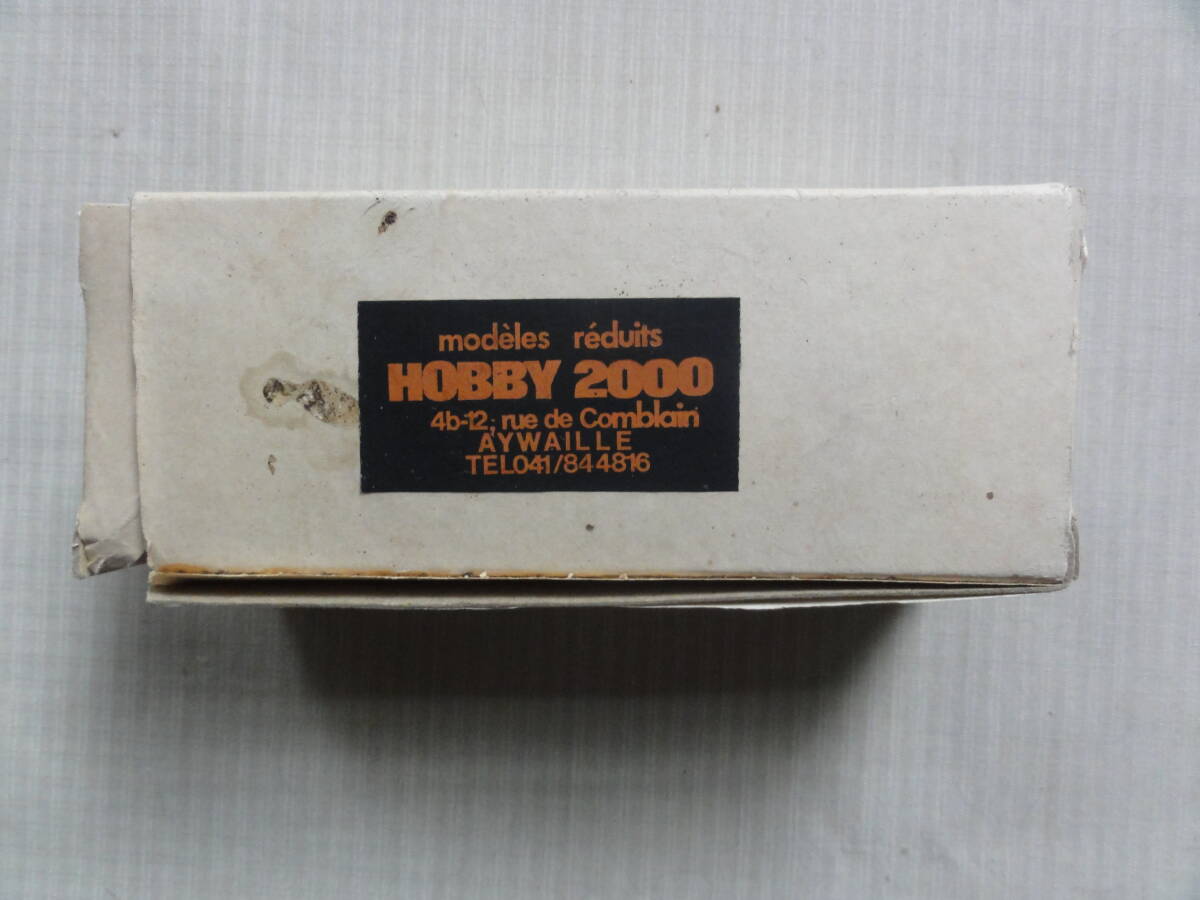 modèles réduits
HOBBY 2000
4b-12, rue de Comblain
AYWAILLE
TEL041/844816